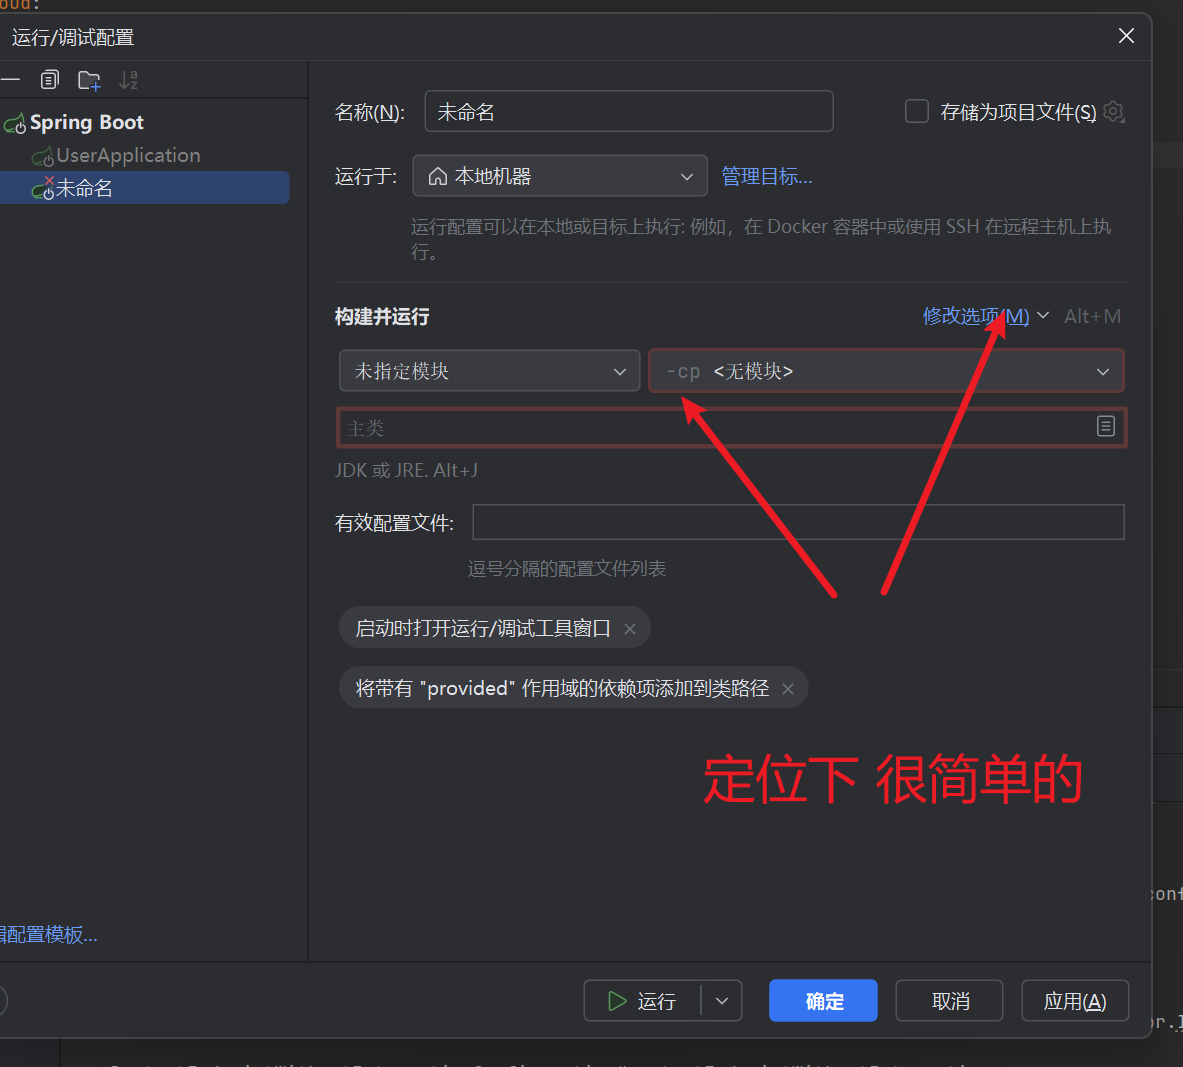 oud:
运行/调试配置
Spring Boot
UserApplication
未命名
名称(N):
未命名
存储为项目文件(S)
运行于:
本地机器
管理目标...
运行配置可以在本地或目标上执行: 例如，在 Docker 容器中或使用 SSH 在远程主机上执
行。
构建并运行
修改选项(M)
Alt+M
未指定模块
-cp <无模块>
主类
JDK 或 JRE. Alt+J
有效配置文件:
逗号分隔的配置文件列表
启动时打开运行/调试工具窗口
将带有 "provided" 作用域的依赖项添加到类路径
定位下 很简单的
conf
辑配置模板...
运行
确定
取消
应用(A)